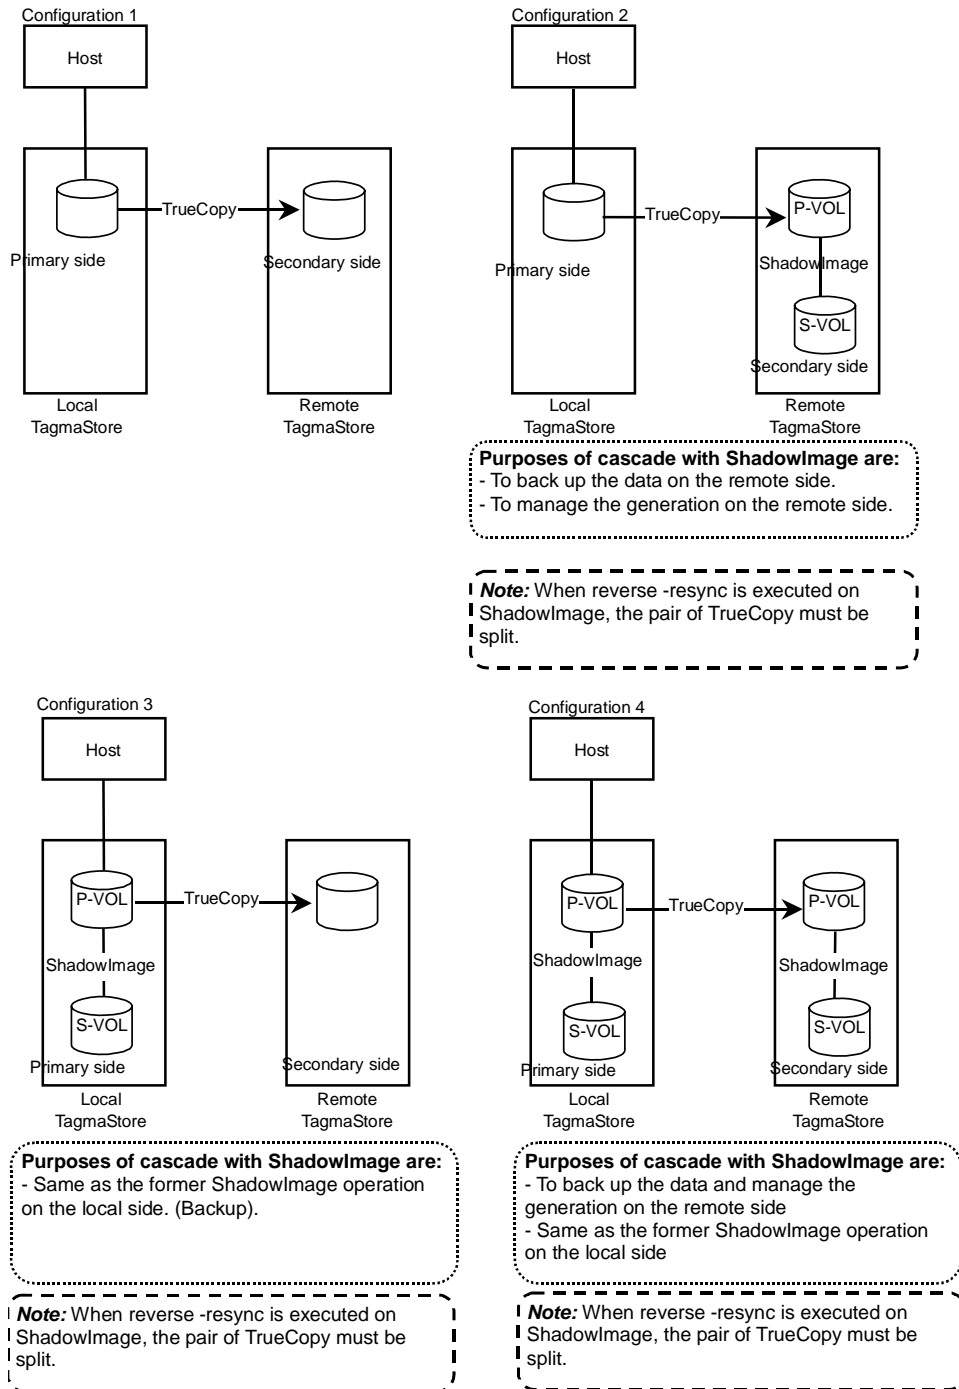 Configuration 1
Host
TrueCopy
Primary side
Secondary side
Local
TagmaStore
Remote
TagmaStore
Configuration 2
Host
TrueCopy
P-VOL
ShadowImage
S-VOL
Primary side
Secondary side
Local
TagmaStore
Remote
TagmaStore
Purposes of cascade with ShadowImage are:
- To back up the data on the remote side.
- To manage the generation on the remote side.
Note: When reverse -resync is executed on
ShadowImage, the pair of TrueCopy must be
split.
Configuration 3
Host
P-VOL
TrueCopy
ShadowImage
S-VOL
Primary side
Secondary side
Local
TagmaStore
Remote
TagmaStore
Purposes of cascade with ShadowImage are:
- Same as the former ShadowImage operation
on the local side. (Backup).
Note: When reverse -resync is executed on
ShadowImage, the pair of TrueCopy must be
split.
Configuration 4
Host
P-VOL
TrueCopy
P-VOL
ShadowImage
ShadowImage
S-VOL
S-VOL
Primary side
Secondary side
Local
TagmaStore
Remote
TagmaStore
Purposes of cascade with ShadowImage are:
- To back up the data and manage the
generation on the remote side
- Same as the former ShadowImage operation
on the local side
Note: When reverse -resync is executed on
ShadowImage, the pair of TrueCopy must be
split.